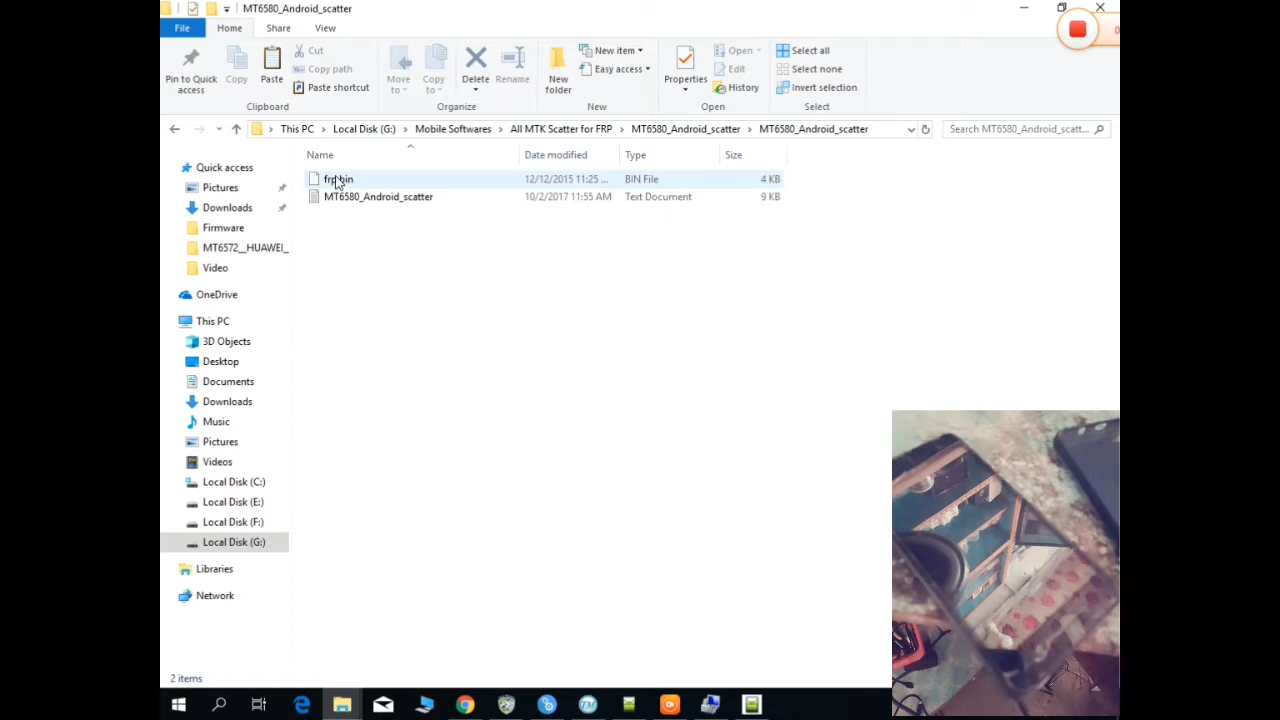 MT6580_Android_scatter
File
Home
Share
View
Pin to Quick access
Copy
Paste
Cut
Copy path
Paste shortcut
Clipboard
Move to
Copy to
Delete
Rename
Organize
New folder
New item
Easy access
New
Properties
Open
Edit
History
Open
Select all
Select none
Invert selection
Select
This PC > Local Disk (G:) > Mobile Softwares > All MTK Scatter for FRP > MT6580_Android_scatter > MT6580_Android_scatter
Search MT6580_Android_scatt...
Name Date modified Type Size
frp.bin 12/12/2015 11:25 ... BIN File 4 KB
MT6580_Android_scatter 10/2/2017 11:55 AM Text Document 9 KB
Quick access
Pictures
Downloads
Firmware
MT6572__HUAWEI_
Video
OneDrive
This PC
3D Objects
Desktop
Documents
Downloads
Music
Pictures
Videos
Local Disk (C:)
Local Disk (E:)
Local Disk (F:)
Local Disk (G:)
Libraries
Network
2 items